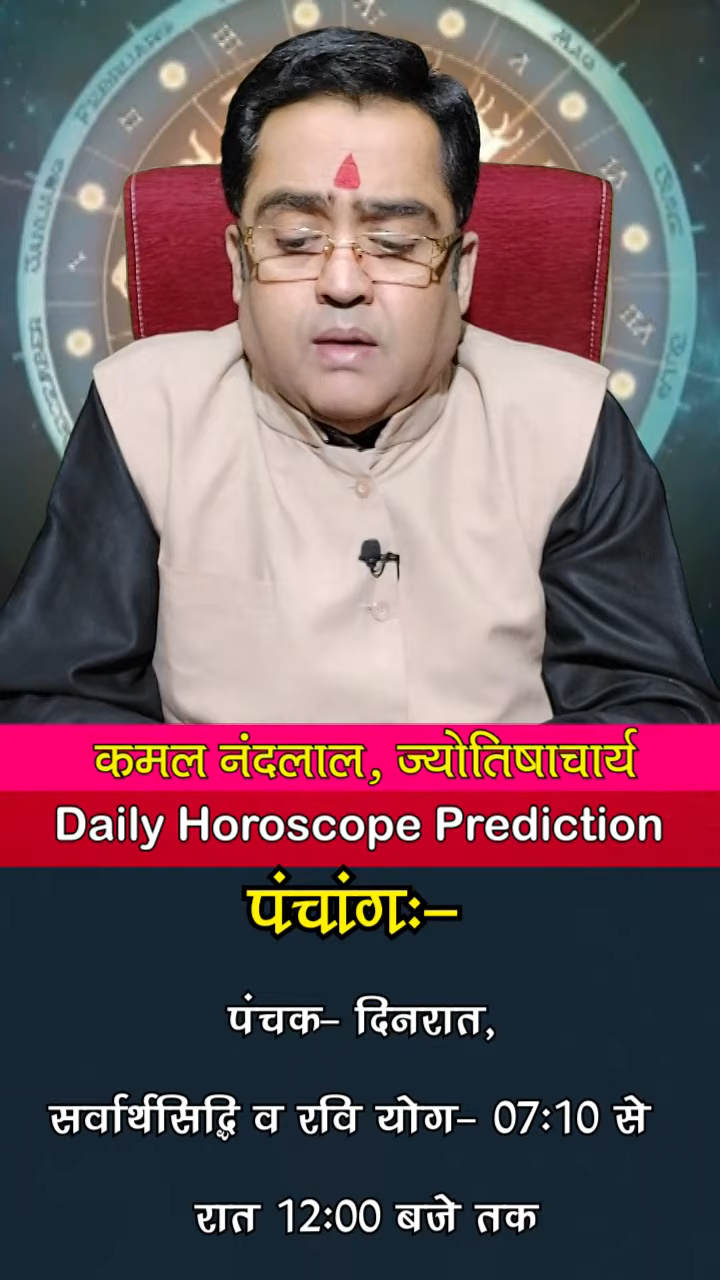 कमल नंदलाल, ज्योतिषाचार्य
Daily Horoscope Prediction
पंचांगः–
पंचक– दिनरात,
सर्वार्थसिद्धि व रवि योग– 07:10 से
रात 12:00 बजे तक